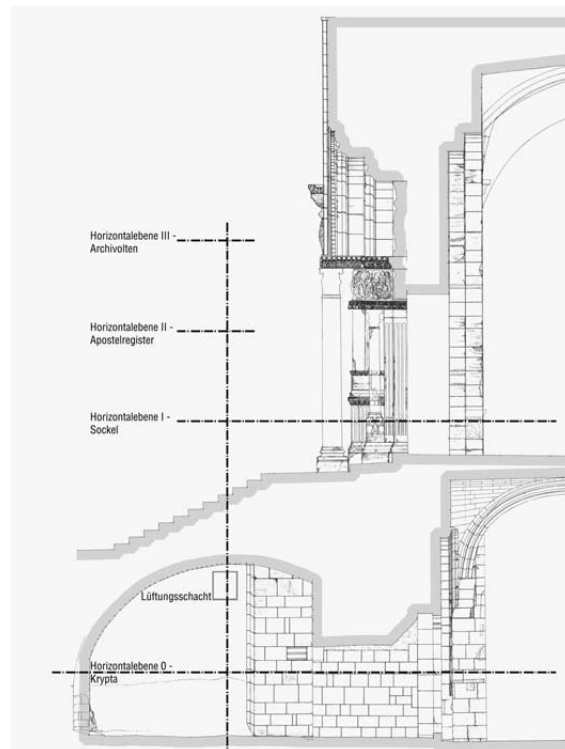 Horizontalebene III -
Archivolten
Horizontalebene II -
Apostelregister
Horizontalebene I -
Sockel
Lüftungsschacht
Horizontalebene 0 -
Krypta